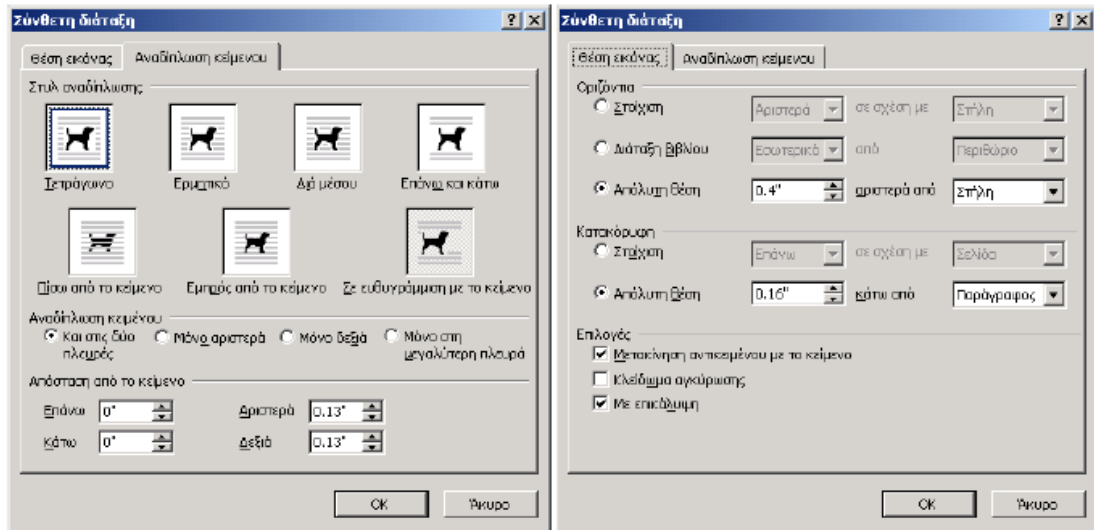 Σύνθετη διάταξη
Θέση εικόνας Αναδίπλωση κειμένου
Στυλ αναδίπλωσης
Τετράγωνο Ερμητικό Διά μέσου Επάνω και κάτω
Πίσω από το κείμενο Εμπρός από το κείμενο Σε ευθυγράμμιση με το κείμενο
Αναδίπλωση κειμένου
Και στις δύο πλευρές Μόνο αριστερά Μόνο δεξιά Μόνο στη μεγαλύτερη πλευρά
Απόσταση από το κείμενο
Επάνω 0" Αριστερά 0.13"
Κάτω 0" Δεξιά 0.13"
OK Άκυρο
Σύνθετη διάταξη
Θέση εικόνας Αναδίπλωση κειμένου
Οριζόντια
Στοίχιση Αριστερά σε σχέση με Στήλη
Διάταξη Βιβλίου Εσωτερικό από Περιθώριο
Απόλυτη θέση 0.4" αριστερά από Στήλη
Κατακόρυφη
Στοίχιση Επάνω σε σχέση με Σελίδα
Απόλυτη θέση 0.16" κάτω από Παράγραφος
Επιλογές
Μετακίνηση αντικειμένου με το κείμενο
Κλείδωμα αγκύρωσης
Με επικάλυψη
OK Άκυρο